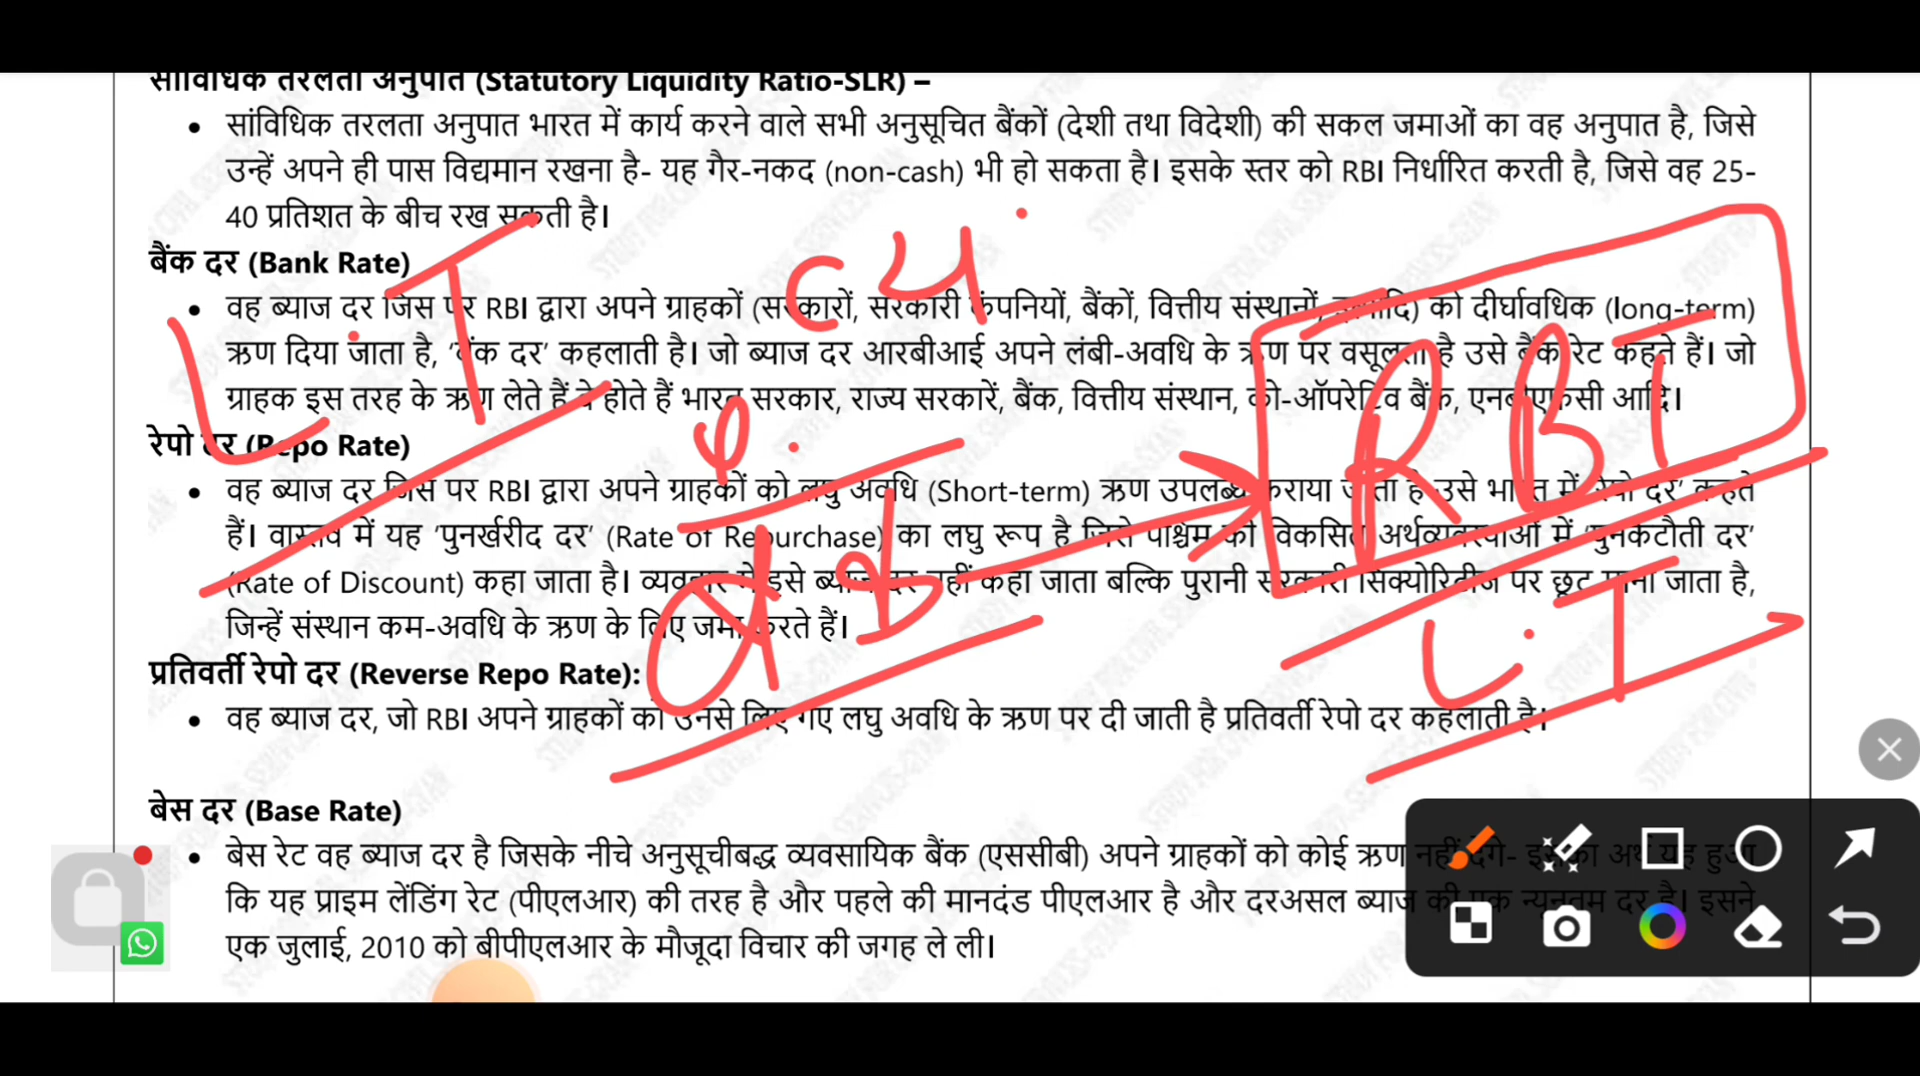 सांविधिक तरलता अनुपात (Statutory Liquidity Ratio-SLR) –
• सांविधिक तरलता अनुपात भारत में कार्य करने वाले सभी अनुसूचित बैंकों (देशी तथा विदेशी) की सकल जमाओं का वह अनुपात है, जिसे
उन्हें अपने ही पास विद्यमान रखना है- यह गैर-नकद (non-cash) भी हो सकता है। इसके स्तर को RBI निर्धारित करती है, जिसे वह 25-
40 प्रतिशत के बीच रख सकती है।
बैंक दर (Bank Rate)
• वह ब्याज दर जिस पर RBI द्वारा अपने ग्राहकों (सरकारों, सरकारी कंपनियों, बैंकों, वित्तीय संस्थानों, इत्यादि) को दीर्घावधिक (long-term)
ऋण दिया जाता है, ‘बैंक दर’ कहलाती है। जो ब्याज दर आरबीआई अपने लंबी-अवधि के ऋण पर वसूलता है उसे बैंक रेट कहते हैं। जो
ग्राहक इस तरह के ऋण लेते हैं वे होते हैं भारत सरकार, राज्य सरकारें, बैंक, वित्तीय संस्थान, को-ऑपरेटिव बैंक, एनबीएफसी आदि।
रेपो दर (Repo Rate)
• वह ब्याज दर जिस पर RBI द्वारा अपने ग्राहकों को लघु अवधि (Short-term) ऋण उपलब्ध कराया जाता है उसे भारत में ‘रेपो दर’ कहते
हैं। वास्तव में यह ‘पुनर्खरीद दर’ (Rate of Repurchase) का लघु रूप है जिसे पश्चिम की विकसित अर्थव्यवस्थाओं में ‘पुनर्कटौती दर’
(Rate of Discount) कहा जाता है। व्यवहार में इसे ब्याज दर नहीं कहा जाता बल्कि पुरानी सरकारी सिक्योरिटीज पर छूट माना जाता है,
जिन्हें संस्थान कम-अवधि के ऋण के लिए जमा करते हैं।
प्रतिवर्ती रेपो दर (Reverse Repo Rate):
• वह ब्याज दर, जो RBI अपने ग्राहकों को उनसे लिए गए लघु अवधि के ऋण पर दी जाती है प्रतिवर्ती रेपो दर कहलाती है।
बेस दर (Base Rate)
• बेस रेट वह ब्याज दर है जिसके नीचे अनुसूचीबद्ध व्यवसायिक बैंक (एससीबी) अपने ग्राहकों को कोई ऋण नहीं देंगे- इसका अर्थ यह हुआ
कि यह प्राइम लेंडिंग रेट (पीएलआर) की तरह है और पहले की मानदंड पीएलआर है और दरअसल ब्याज की एक न्यूनतम दर है। इसने
एक जुलाई, 2010 को बीपीएलआर के मौजूदा विचार की जगह ले ली।
L.T
RBI
L.T